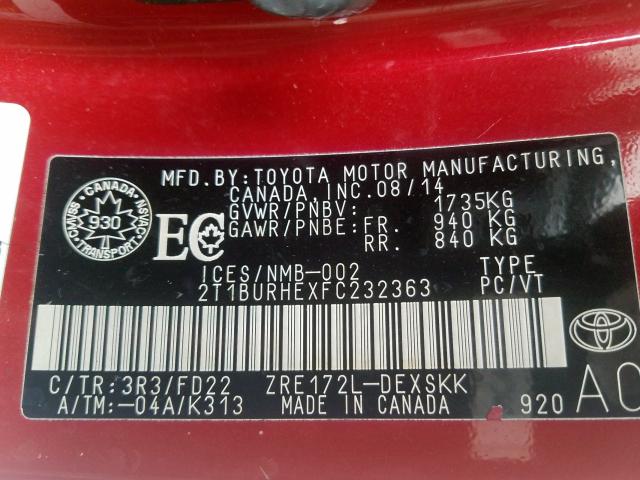 MFD.BY:TOYOTA MOTOR MANUFACTURING,
CANADA, INC.08/14
GVWR/PNBV: 1735KG
GAWR/PNBE: FR. 940 KG
RR. 840 KG
CANADA
930
TRANSPORT
EC
ICES/NMB-002 TYPE
2T1BURHEXFC232363 PC/VT
C/TR:3R3/FD22 ZRE172L-DEXSKK
A/TM:-04A/K313 MADE IN CANADA 920